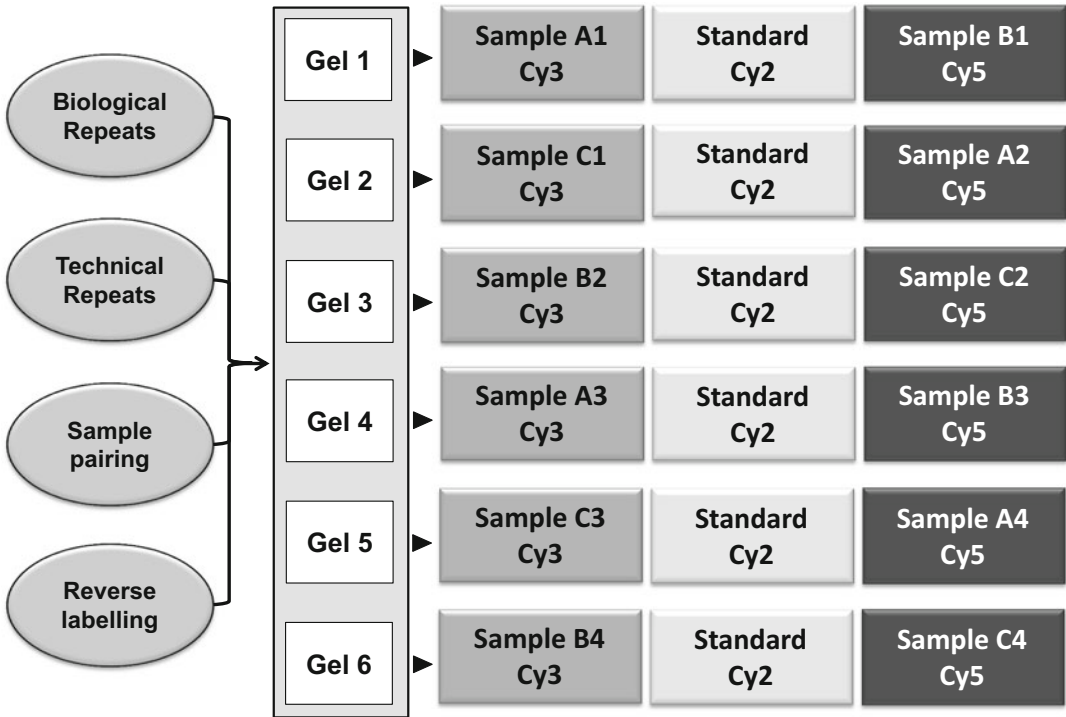 Biological
Repeats
Technical
Repeats
Sample
pairing
Reverse
labelling
Gel 1
Sample A1
Cy3
Standard
Cy2
Sample B1
Cy5
Gel 2
Sample C1
Cy3
Standard
Cy2
Sample A2
Cy5
Gel 3
Sample B2
Cy3
Standard
Cy2
Sample C2
Cy5
Gel 4
Sample A3
Cy3
Standard
Cy2
Sample B3
Cy5
Gel 5
Sample C3
Cy3
Standard
Cy2
Sample A4
Cy5
Gel 6
Sample B4
Cy3
Standard
Cy2
Sample C4
Cy5